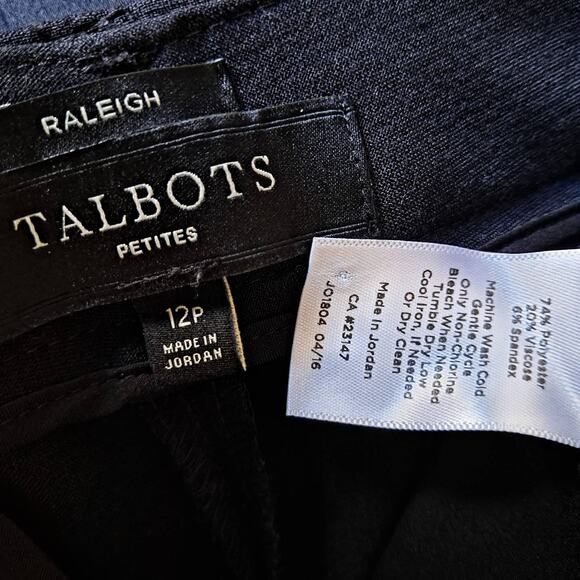 RALEIGH
TALBOTS
PETITES
12P
MADE IN
JORDAN
74% Polyester
20% Viscose
6% Spandex
Machine Wash Cold
Gentle Cycle
Only Non-chlorine
Bleach When Needed
Tumble Dry Low
Cool Iron, If Needed
Or Dry Clean
Made In Jordan
CA #23147
JO1904 04/16